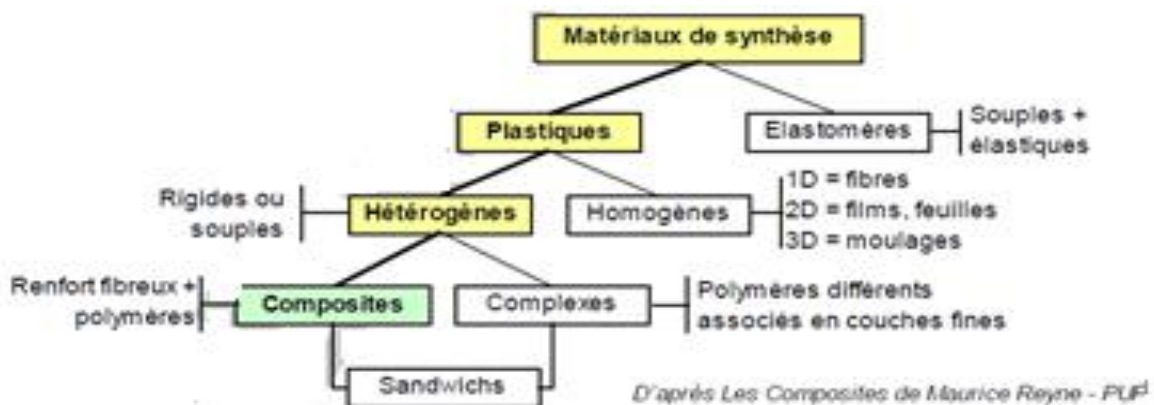 Matériaux de synthèse
Plastiques
Elastomères
Souples +
élastiques
Rigides ou
souples
Hétérogènes
Homogènes
1D = fibres
2D = films, feuilles
3D = moulages
Renfort fibreux +
polymères
Composites
Complexes
Polymères différents
associés en couches fines
Sandwichs
D'après Les Composites de Maurice Reyne - PUF